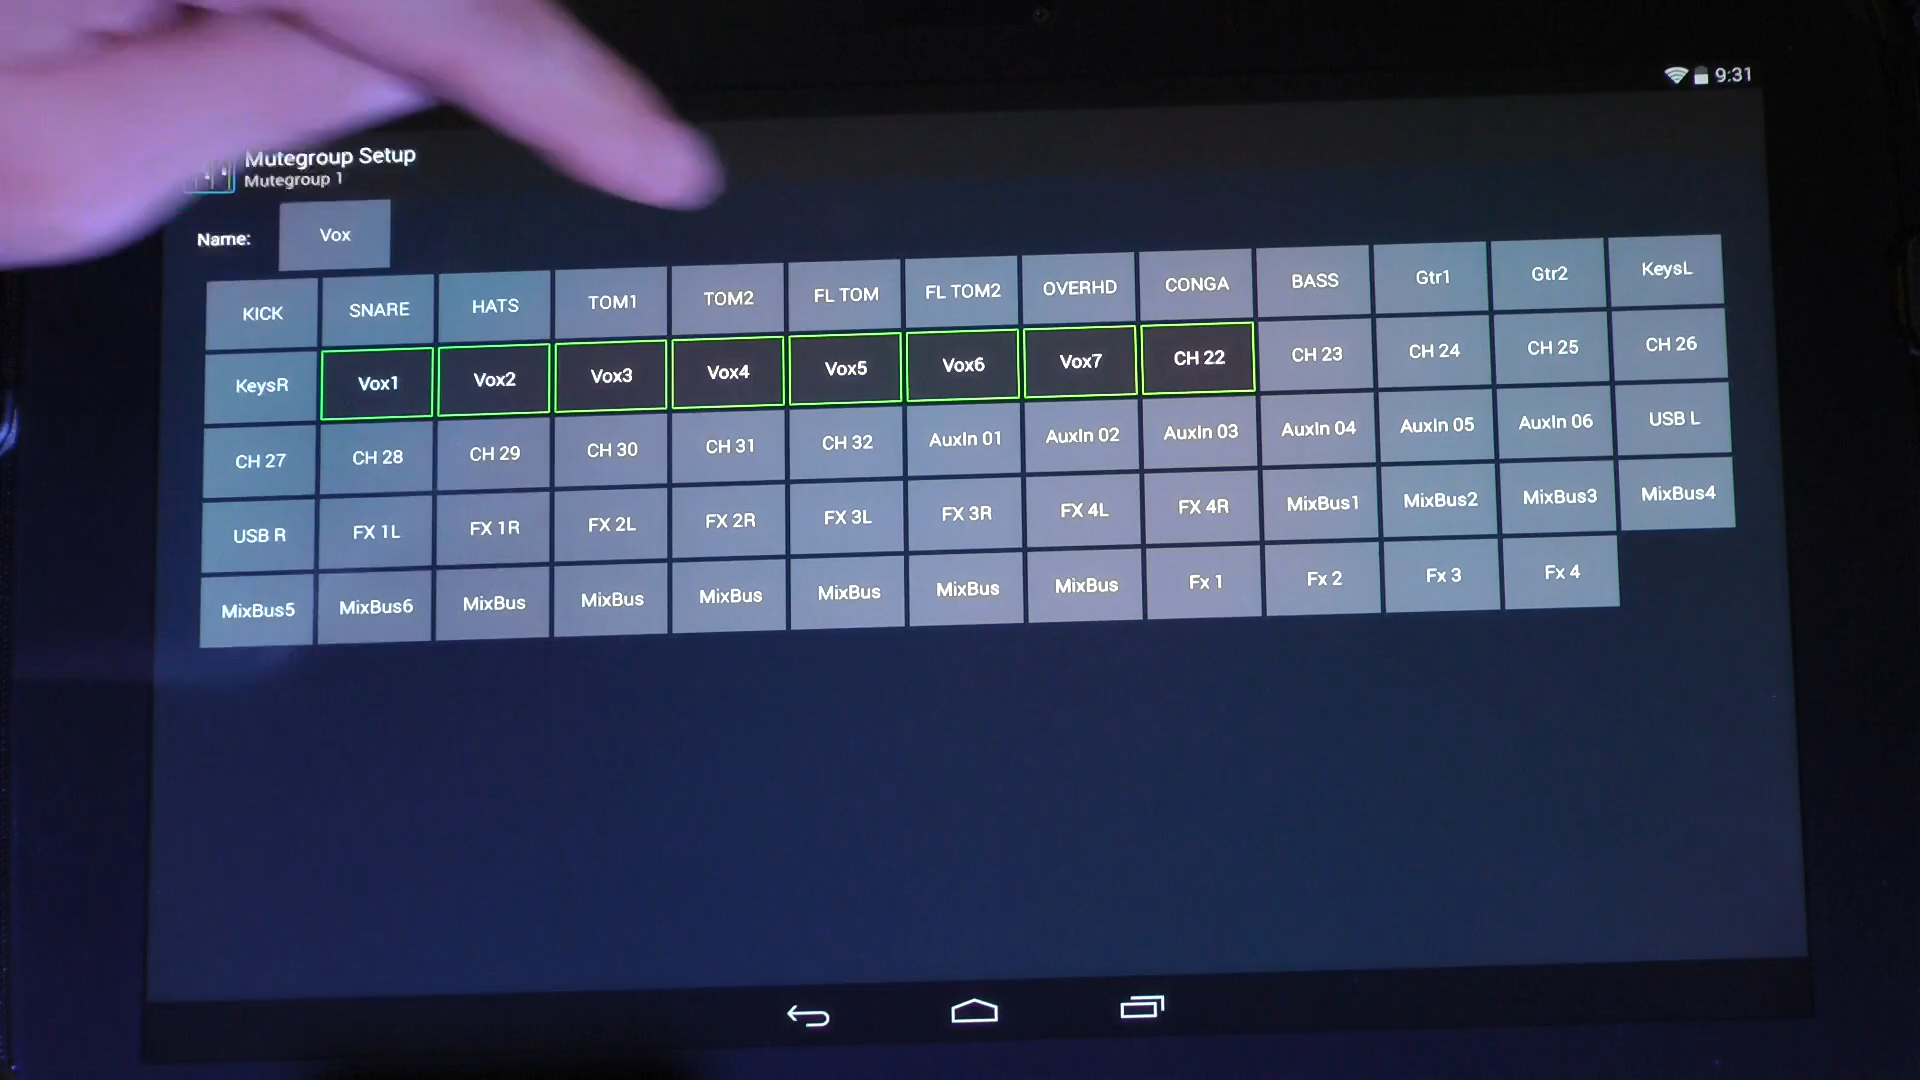 9:31
Mutegroup Setup
Mutegroup 1
Name: Vox
KICK SNARE HATS TOM1 TOM2 FL TOM FL TOM2 OVERHD CONGA BASS Gtr1 Gtr2 KeysL
KeysR Vox1 Vox2 Vox3 Vox4 Vox5 Vox6 Vox7 CH 22 CH 23 CH 24 CH 25 CH 26
CH 27 CH 28 CH 29 CH 30 CH 31 CH 32 AuxIn 01 AuxIn 02 AuxIn 03 AuxIn 04 AuxIn 05 AuxIn 06 USB L
USB R FX 1L FX 1R FX 2L FX 2R FX 3L FX 3R FX 4L FX 4R MixBus1 MixBus2 MixBus3 MixBus4
MixBus5 MixBus6 MixBus MixBus MixBus MixBus MixBus MixBus Fx 1 Fx 2 Fx 3 Fx 4